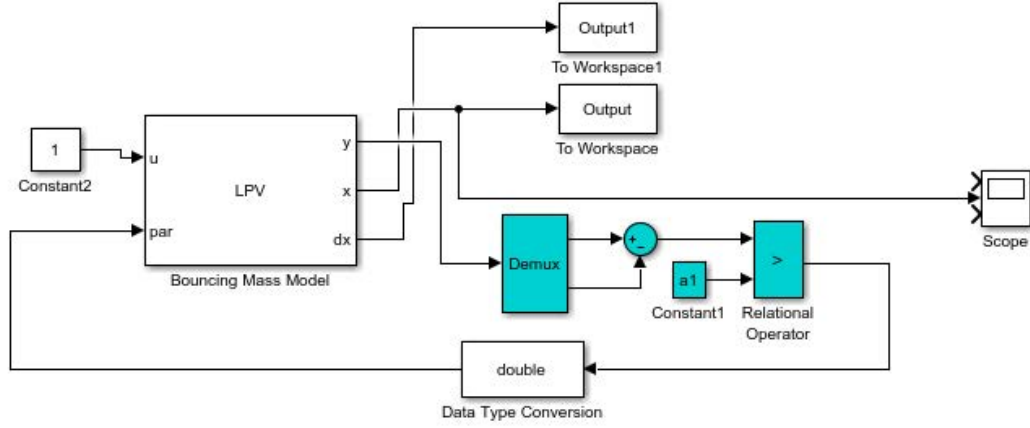 Output1
To Workspace1
Output
To Workspace
1
Constant2
u
par
LPV
y
x
dx
Bouncing Mass Model
Scope
Demux
+
−
a1
Constant1
>
Relational
Operator
double
Data Type Conversion